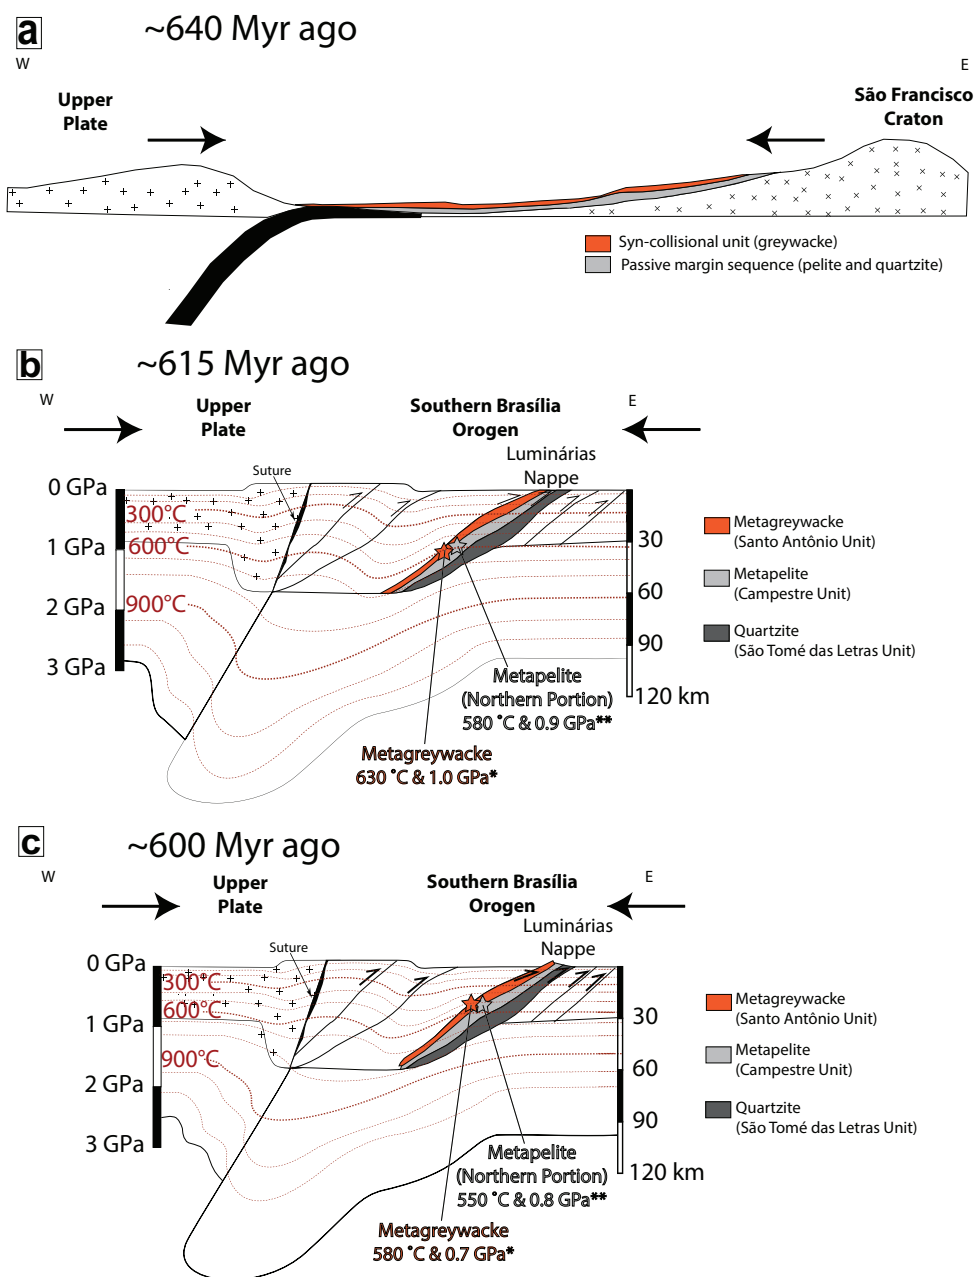 a
~640 Myr ago
W
E
Upper
Plate
São Francisco
Craton
Syn-collisional unit (greywacke)
Passive margin sequence (pelite and quartzite)
b
~615 Myr ago
W
E
Upper
Plate
Southern Brasília
Orogen
Luminárias
Nappe
Suture
0 GPa
300°C
1 GPa
600°C
2 GPa
900°C
3 GPa
30
60
90
120 km
Metagreywacke
(Santo Antônio Unit)
Metapelite
(Campestre Unit)
Quartzite
(São Tomé das Letras Unit)
Metapelite
(Northern Portion)
580 °C & 0.9 GPa**
Metagreywacke
630 °C & 1.0 GPa*
c
~600 Myr ago
W
E
Upper
Plate
Southern Brasília
Orogen
Luminárias
Nappe
Suture
0 GPa
300°C
600°C
1 GPa
900°C
2 GPa
3 GPa
30
60
90
120 km
Metagreywacke
(Santo Antônio Unit)
Metapelite
(Campestre Unit)
Quartzite
(São Tomé das Letras Unit)
Metapelite
(Northern Portion)
550 °C & 0.8 GPa**
Metagreywacke
580 °C & 0.7 GPa*